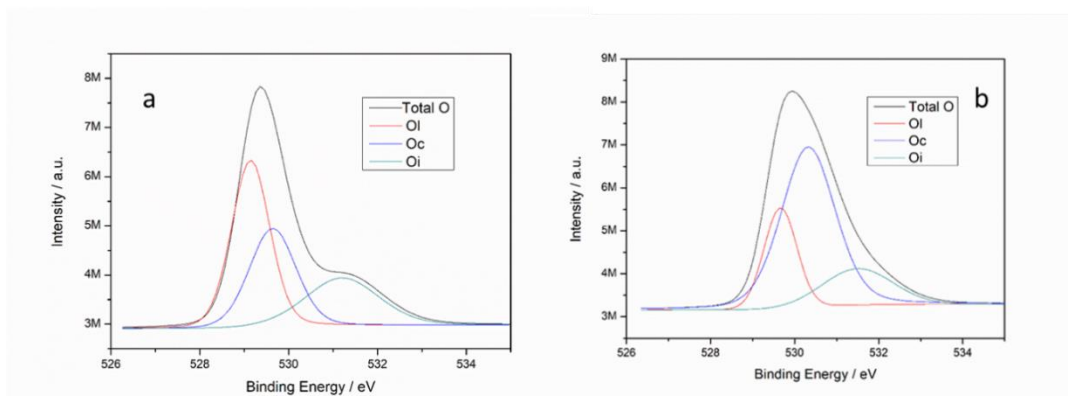 a
Total O
Ol
Oc
Oi
8M
7M
6M
5M
4M
3M
Intensity / a.u.
526
528
530
532
534
Binding Energy / eV
b
Total O
Ol
Oc
Oi
9M
8M
7M
6M
5M
4M
3M
Intensity / a.u.
526
528
530
532
534
Binding Energy / eV